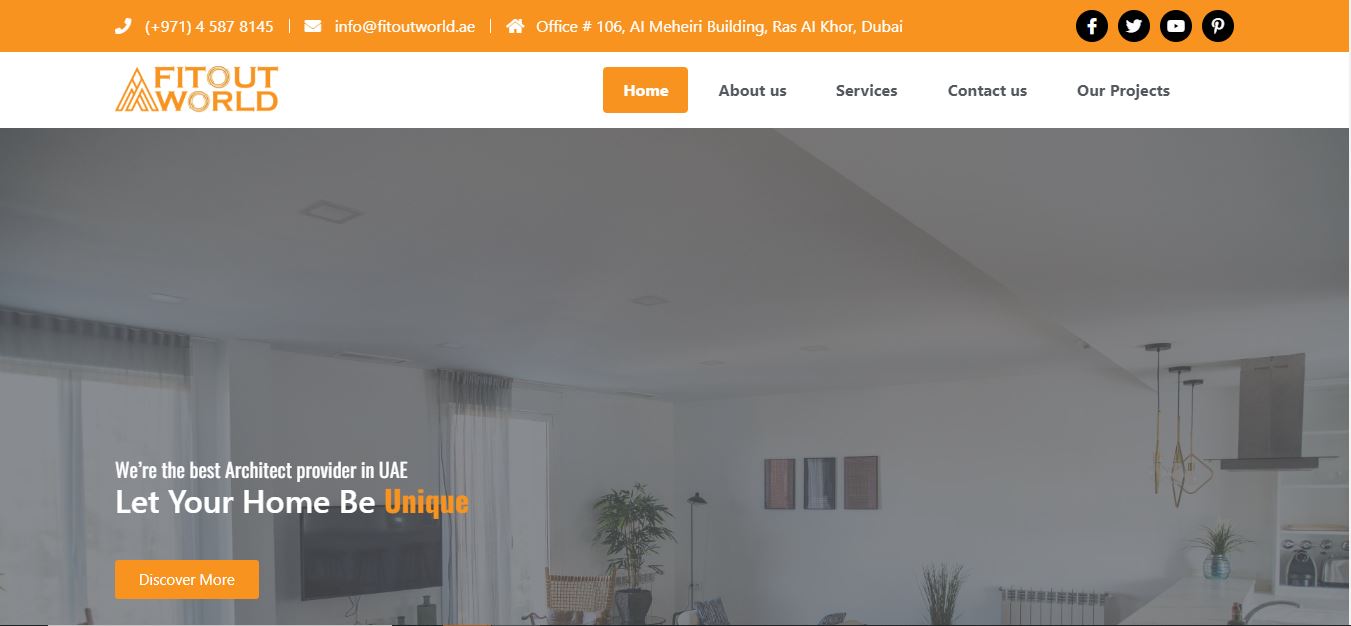 (+971) 4 587 8145 | info@fitoutworld.ae | Office # 106, Al Meheiri Building, Ras Al Khor, Dubai
FITOUT
WORLD
Home About us Services Contact us Our Projects
We're the best Architect provider in UAE
Let Your Home Be Unique
Discover More